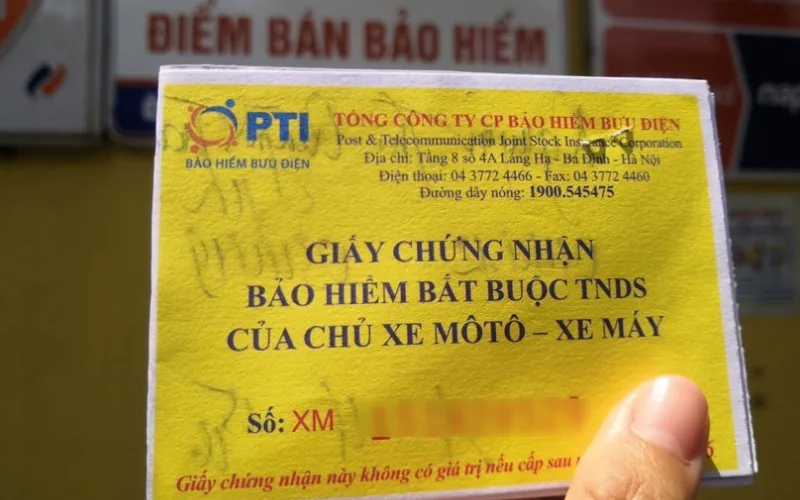 ĐIỂM BÁN BẢO HIỂM
PTI
BẢO HIỂM BƯU ĐIỆN
TỔNG CÔNG TY CP BẢO HIỂM BƯU ĐIỆN
Post & Telecommunication Joint Stock Insurance Corporation
Địa chỉ: Tầng 8 số 4A Láng Hạ - Ba Đình - Hà Nội
Điện thoại: 04 3772 4466 - Fax: 04 3772 4460
Đường dây nóng: 1900.545475
GIẤY CHỨNG NHẬN
BẢO HIỂM BẮT BUỘC TNDS
CỦA CHỦ XE MÔTÔ – XE MÁY
Số: XM
Giấy chứng nhận này không có giá trị nếu cấp sau